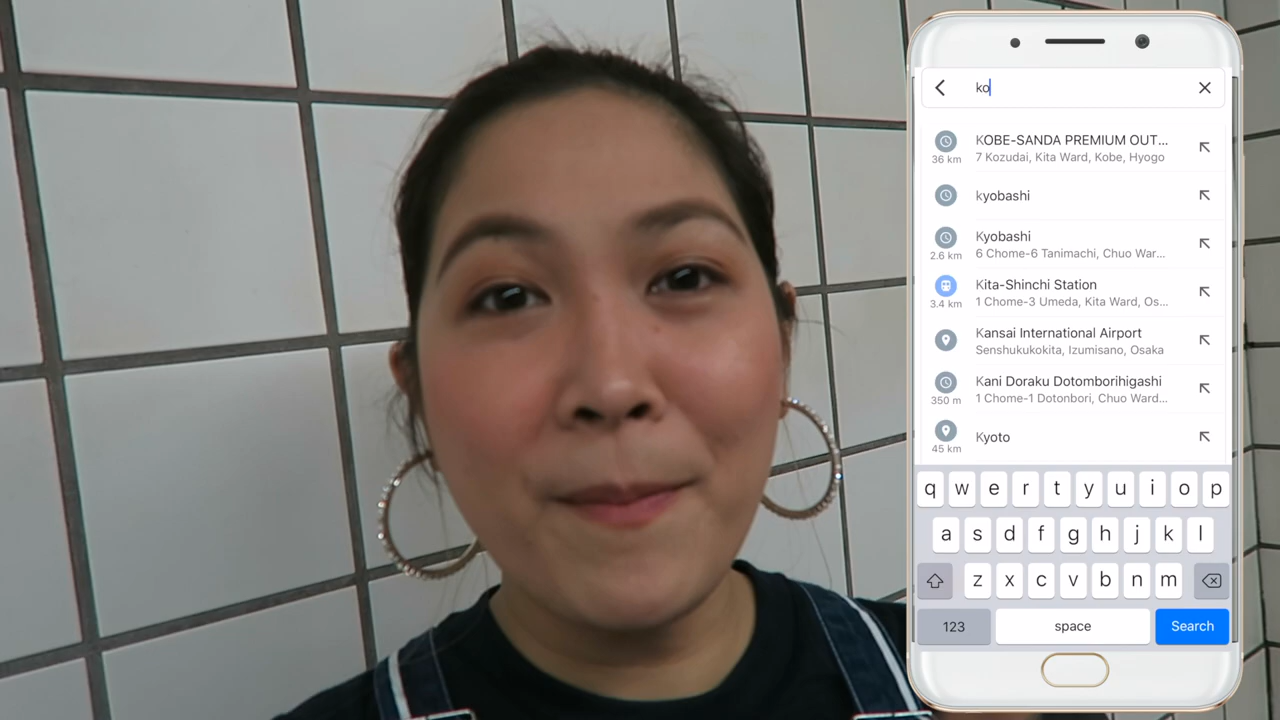 ko
KOBE-SANDA PREMIUM OUT...
36 km
7 Kozudai, Kita Ward, Kobe, Hyogo
kyobashi
Kyobashi
2.6 km
6 Chome-6 Tanimachi, Chuo War...
Kita-Shinchi Station
3.4 km
1 Chome-3 Umeda, Kita Ward, Os...
Kansai International Airport
Senshukukokita, Izumisano, Osaka
Kani Doraku Dotomborihigashi
350 m
1 Chome-1 Dotonbori, Chuo Ward...
Kyoto
45 km
q w e r t y u i o p
a s d f g h j k l
z x c v b n m
123 space Search